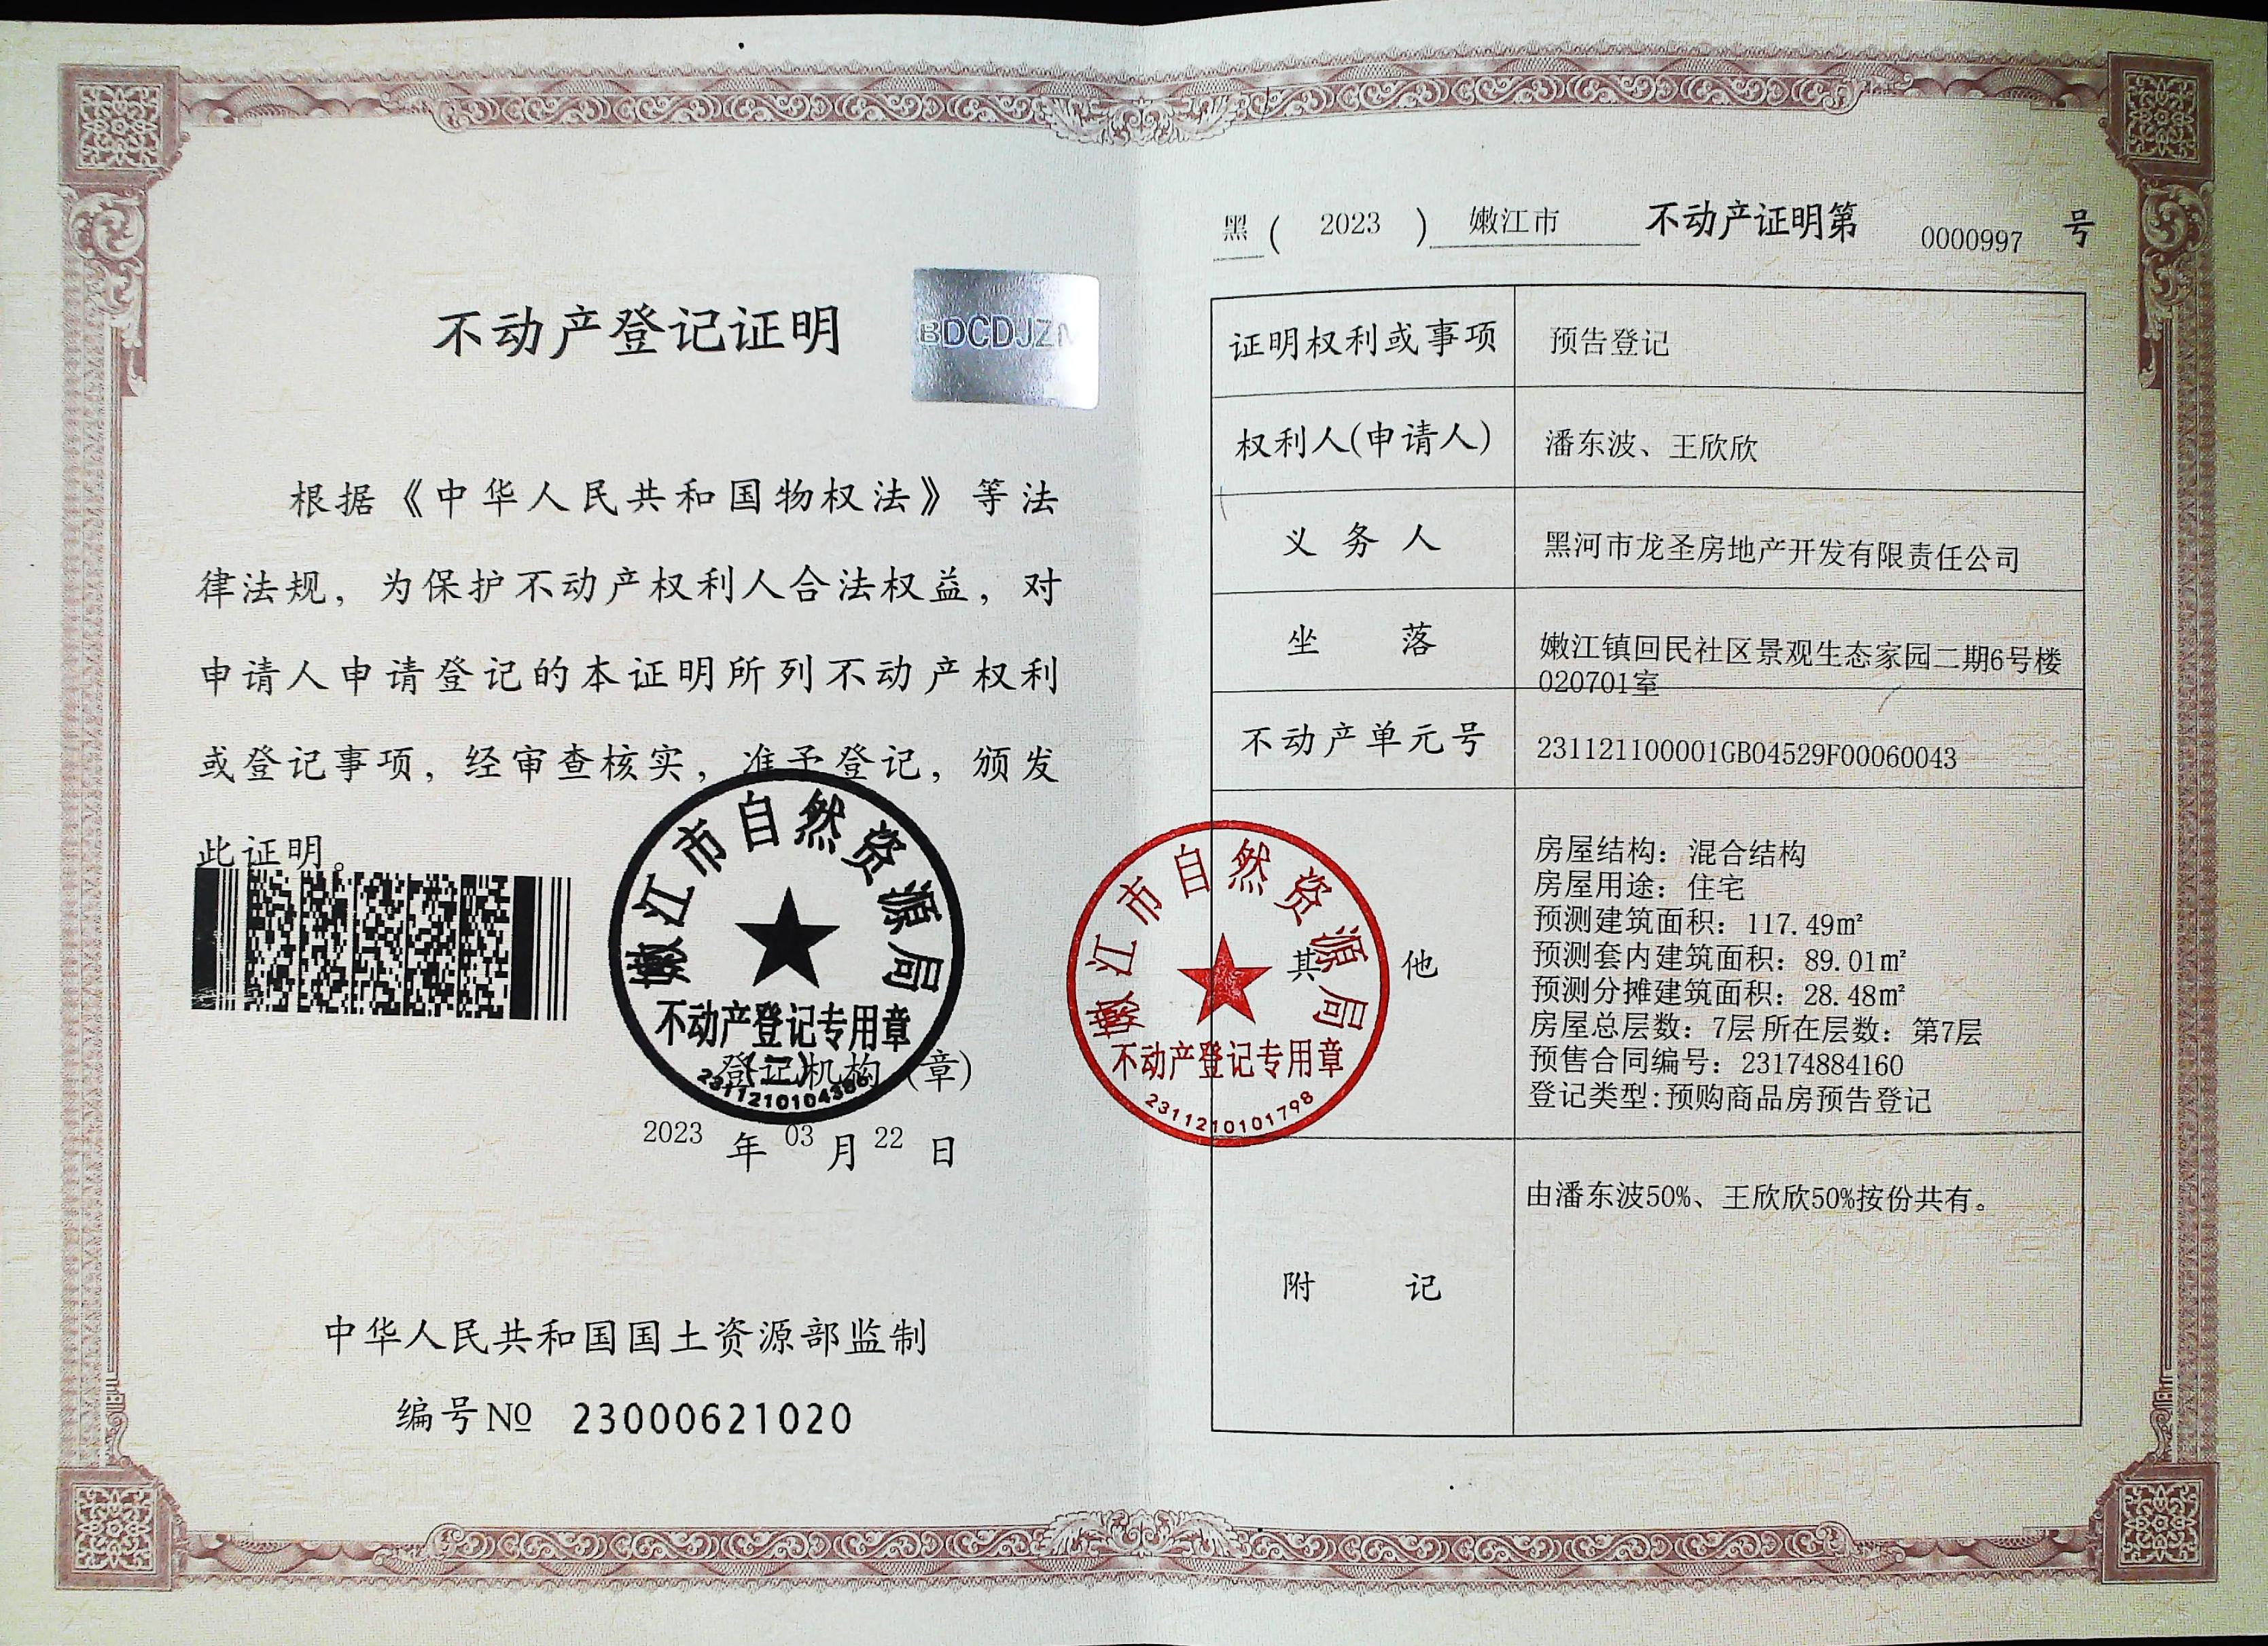 不动产登记证明
BDCDJZM
根据《中华人民共和国物权法》等法
律法规，为保护不动产权利人合法权益，对
申请人申请登记的本证明所列不动产权利
或登记事项，经审查核实，准予登记，颁发
此证明。
嫩江市自然资源局
不动产登记专用章
登记机构（章）
2023年03月22日
中华人民共和国国土资源部监制
编号№ 23000621020
黑(2023)嫩江市 不动产证明第 0000997 号
证明权利或事项 预告登记
权利人(申请人) 潘东波、王欣欣
义务人 黑河市龙圣房地产开发有限责任公司
坐落 嫩江镇回民社区景观生态家园二期6号楼
020701室
不动产单元号 231121100001GB04529F00060043
其他
房屋结构：混合结构
房屋用途：住宅
预测建筑面积：117.49㎡
预测套内建筑面积：89.01㎡
预测分摊建筑面积：28.48㎡
房屋总层数：7层 所在层数：第7层
预售合同编号：23174884160
登记类型:预购商品房预告登记
嫩江市自然资源局
不动产登记专用章
2311210101798
附记 由潘东波50%、王欣欣50%按份共有。